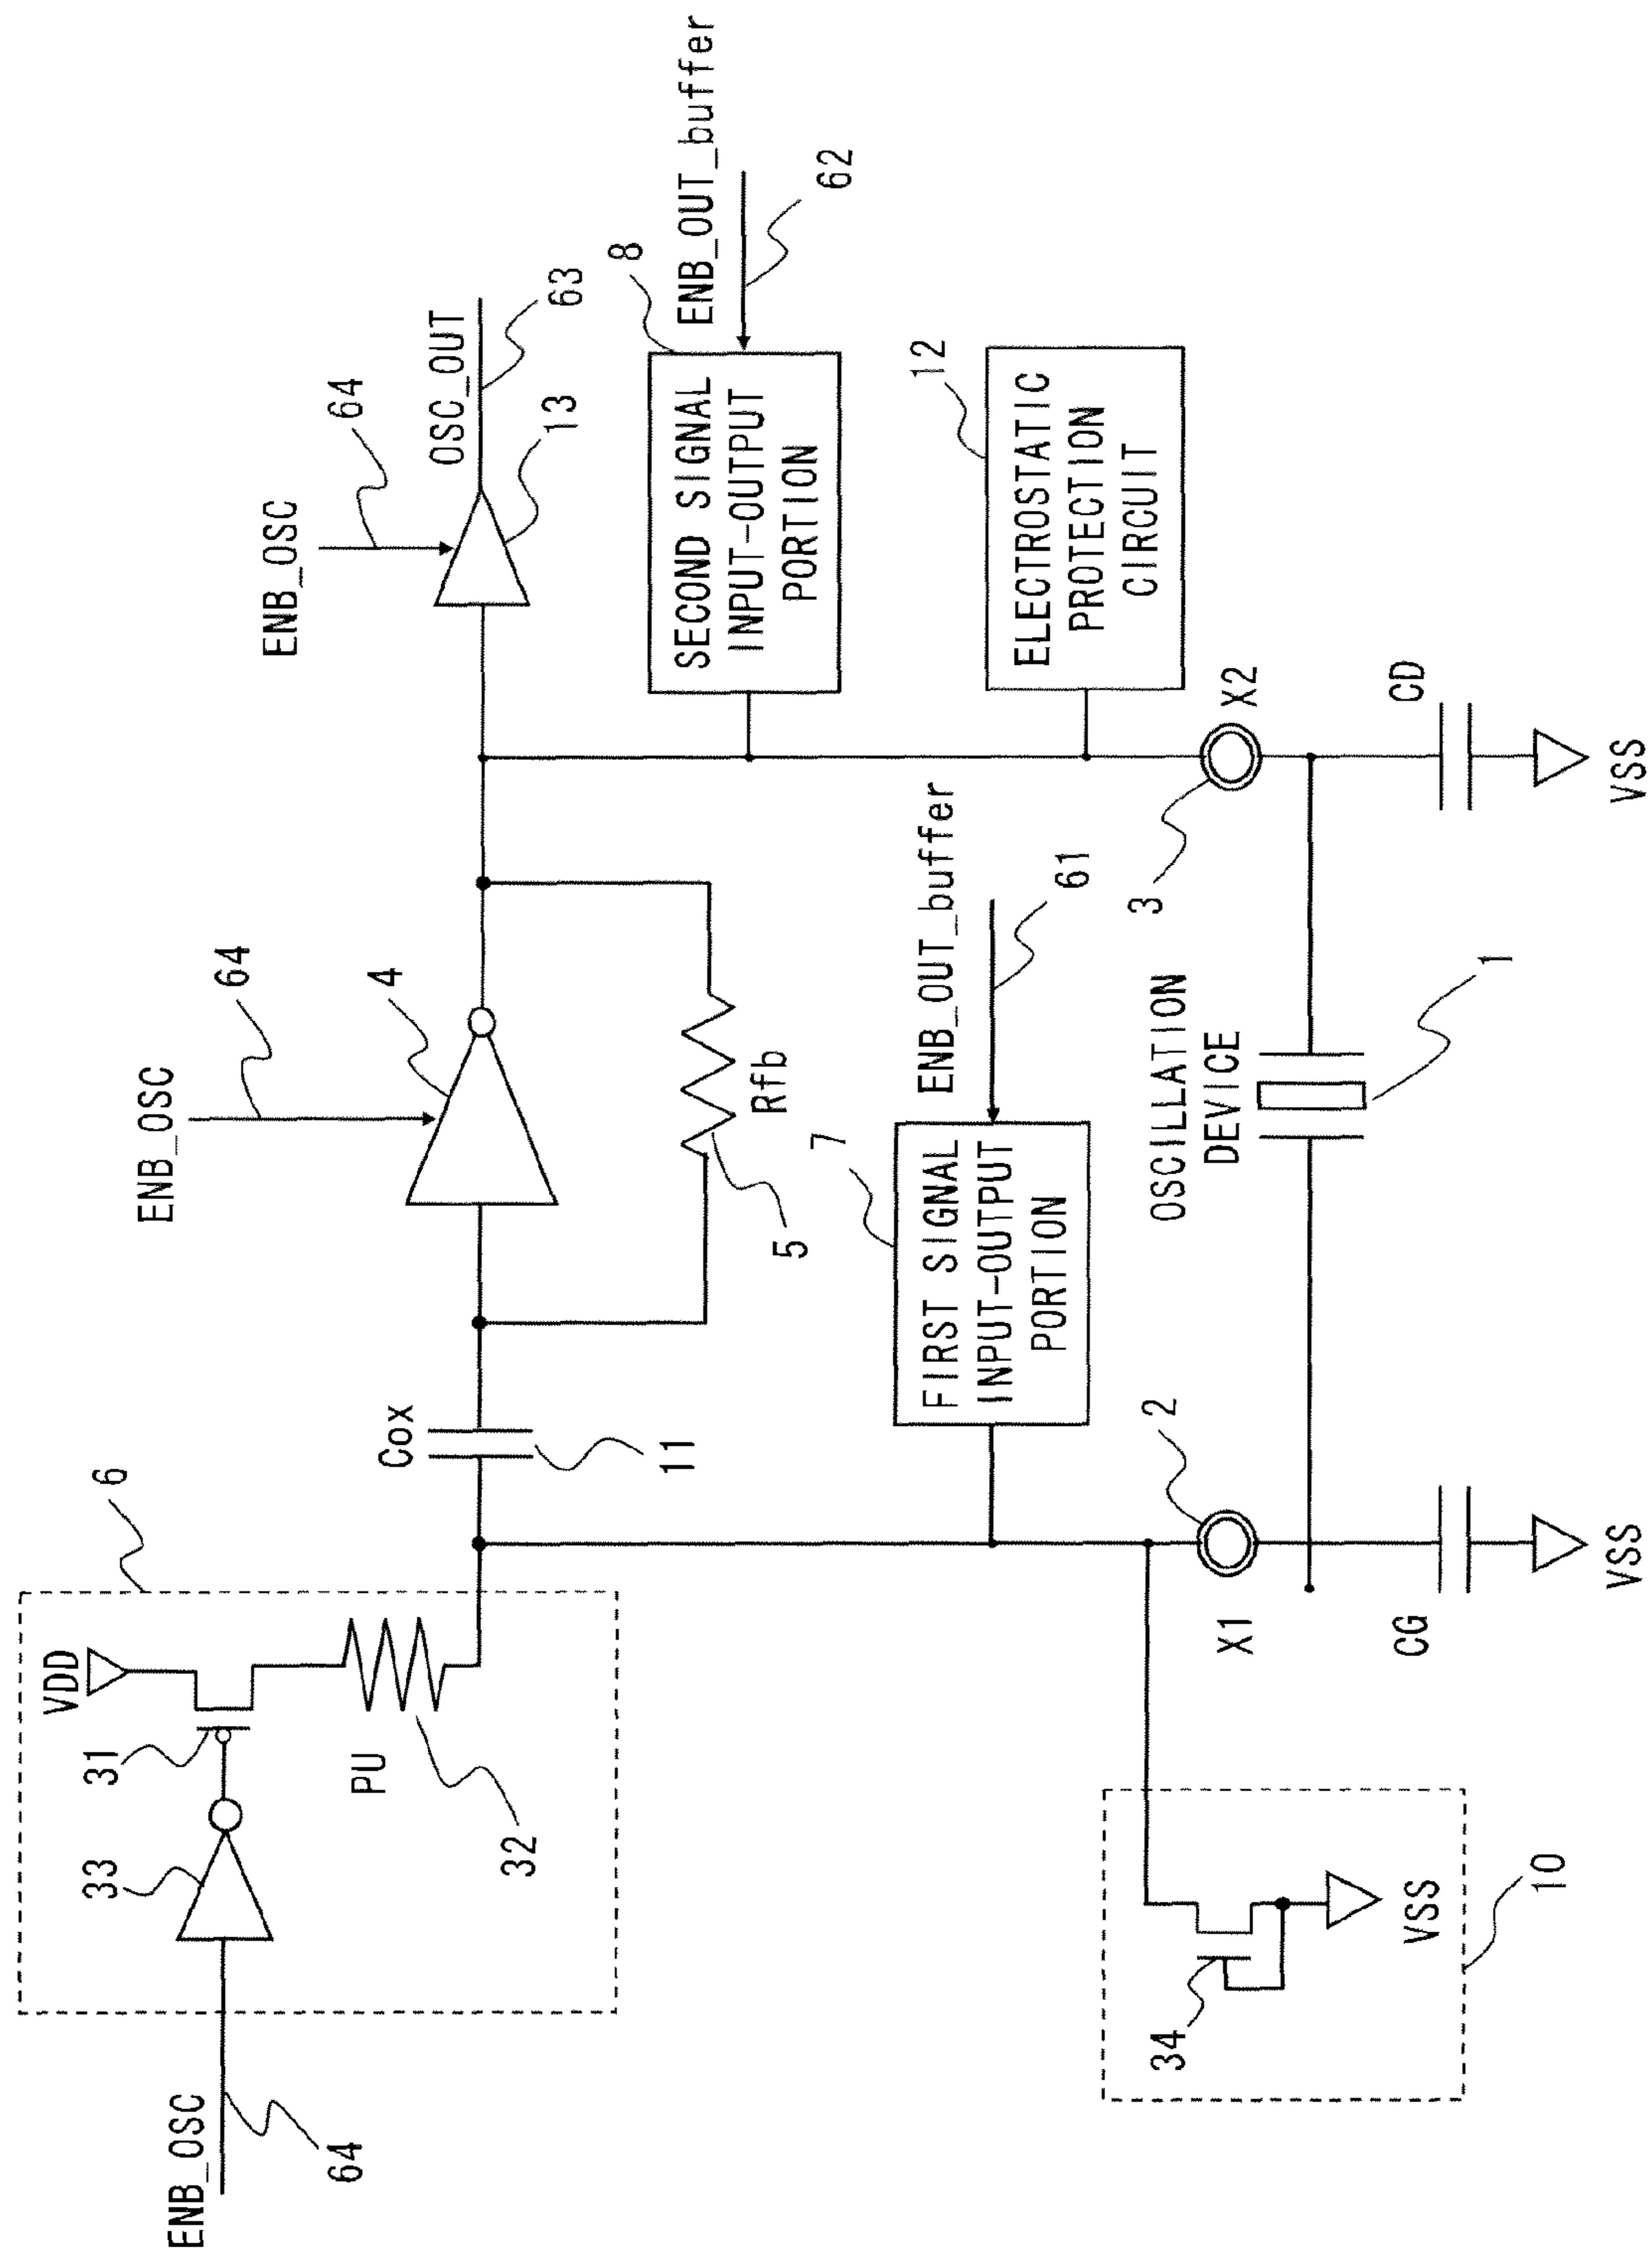 VDD
33
31
6
ENB_OSC
ENB_OSC
64
ENB_OSC
64
64
PU
4
Cox
OSC_OUT
32
13
63
8
11
ENB_OUT_buffer
SECOND SIGNAL
INPUT-OUTPUT
PORTION
Rfb
5
62
7
12
ENB_OUT_buffer
FIRST SIGNAL
INPUT-OUTPUT
PORTION
ELECTROSTATIC
PROTECTION
CIRCUIT
61
3
2
34
OSCILLATION
DEVICE
X1
X2
CG
CD
VSS
1
10
VSS
VSS